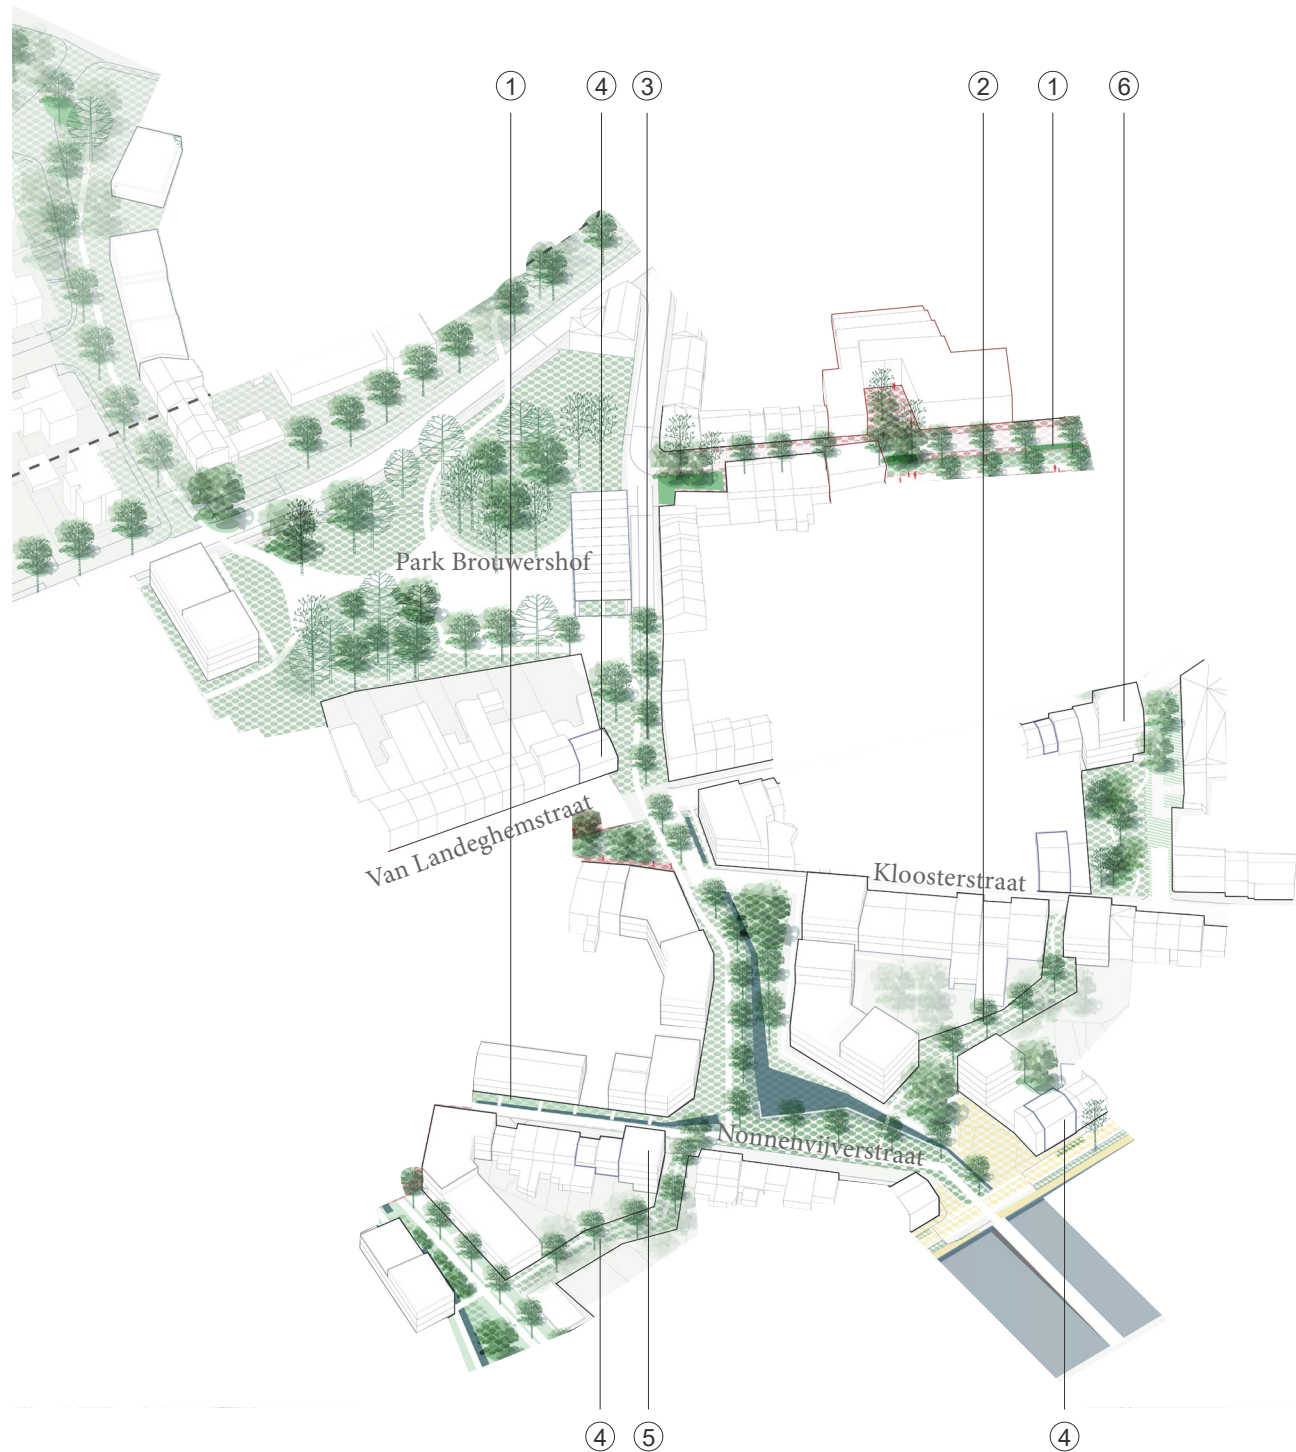 1 4 3 2 1 6
Park Brouwershof
Van Landeghemstraat
Kloosterstraat
Nonnenvijverstraat
4 5 4